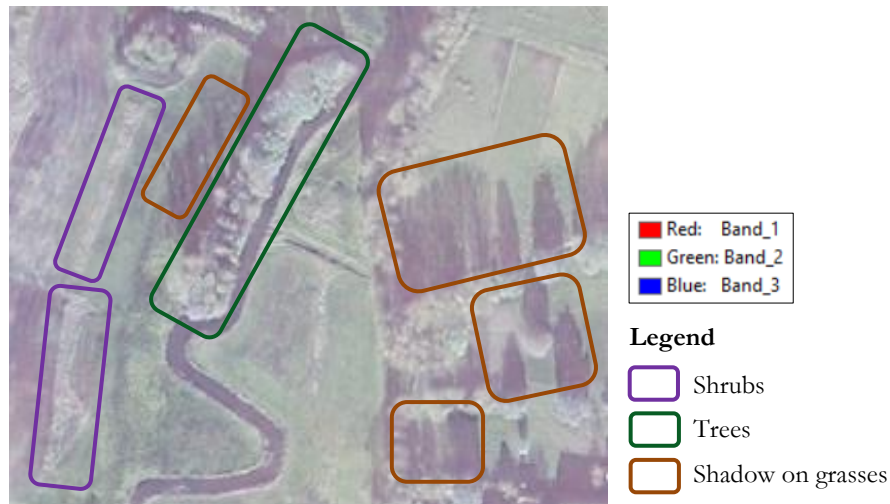 Red: Band_1
Green: Band_2
Blue: Band_3
Legend
Shrubs
Trees
Shadow on grasses